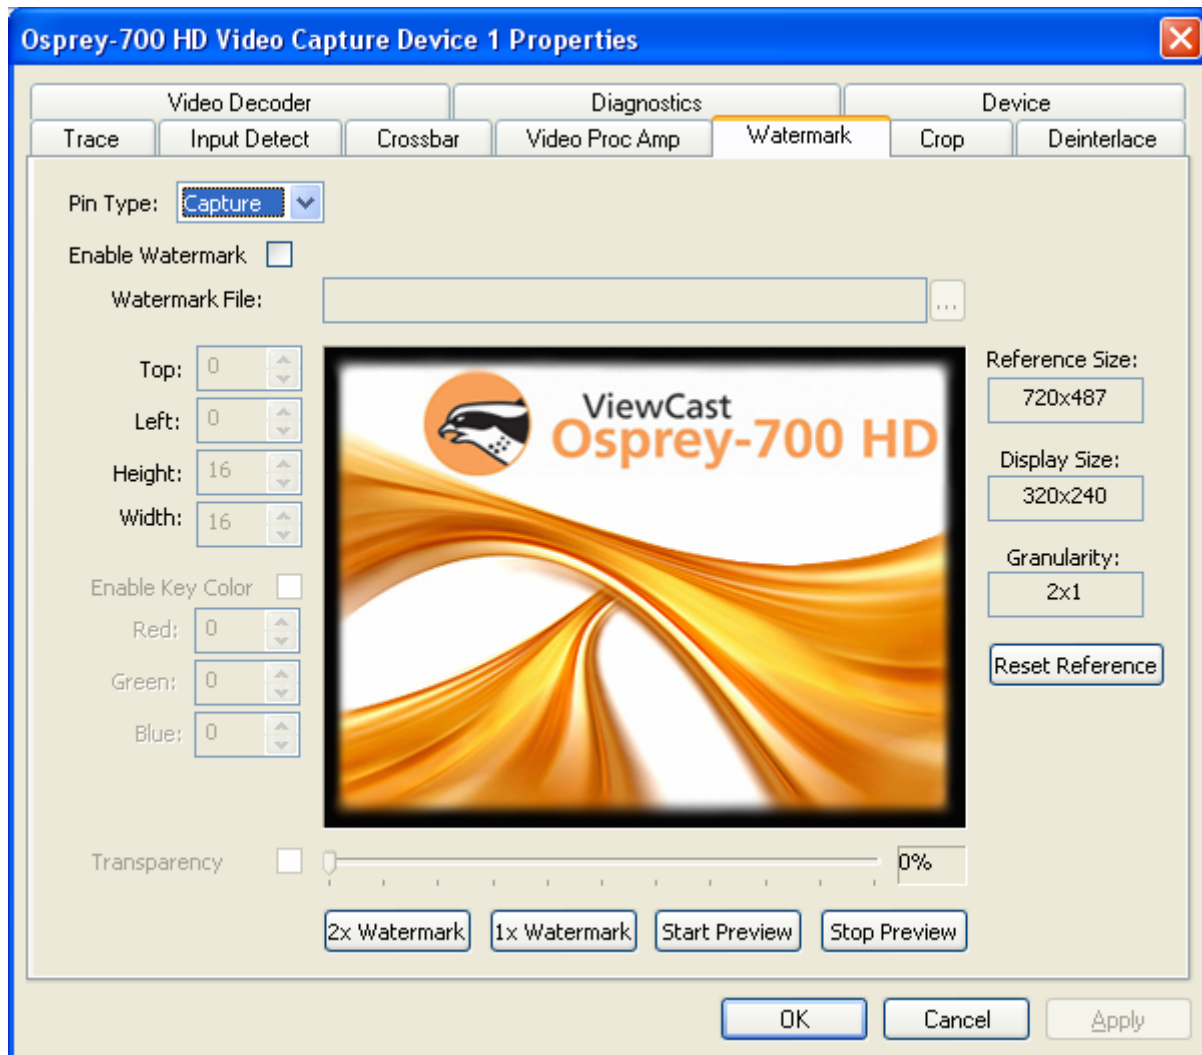 Osprey-700 HD Video Capture Device 1 Properties
Video Decoder Diagnostics Device
Trace Input Detect Crossbar Video Proc Amp Watermark Crop Deinterlace
Pin Type: Capture
Enable Watermark
Watermark File: ...
Top: 0
Left: 0
Height: 16
Width: 16
Enable Key Color
Red: 0
Green: 0
Blue: 0
ViewCast
Osprey-700 HD
Reference Size:
720x487
Display Size:
320x240
Granularity:
2x1
Reset Reference
Transparency 0%
2x Watermark 1x Watermark Start Preview Stop Preview
OK Cancel Apply